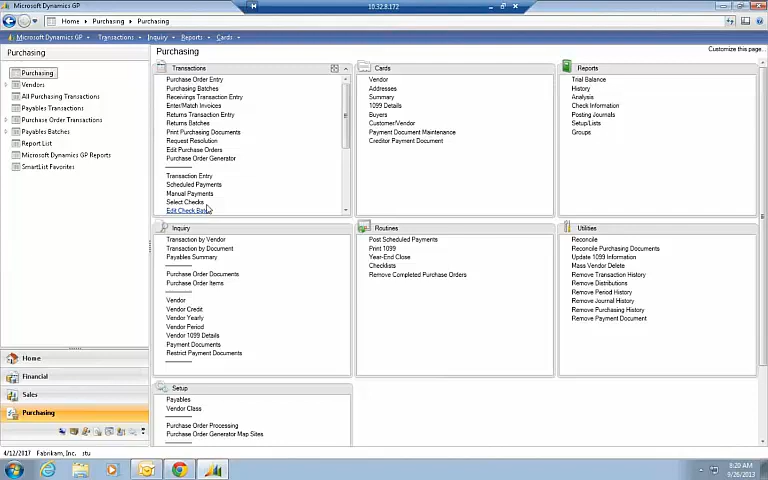 Microsoft Dynamics GP
10.32.8.172
Home
Purchasing
Purchasing
Microsoft Dynamics GP
Transactions
Inquiry
Reports
Cards
Purchasing
Purchasing
Vendors
All Purchasing Transactions
Payables Transactions
Purchase Order Transactions
Payables Batches
Report List
Microsoft Dynamics GP Reports
SmartList Favorites
Home
Financial
Sales
Purchasing
Purchasing
Customize this page...
Transactions
Purchase Order Entry
Purchasing Batches
Receivings Transaction Entry
Enter/Match Invoices
Returns Transaction Entry
Returns Batches
Print Purchasing Documents
Request Resolution
Edit Purchase Orders
Purchase Order Generator
Transaction Entry
Scheduled Payments
Manual Payments
Select Checks
Edit Check Batch
Cards
Vendor
Addresses
Summary
1099 Details
Buyers
Customer/Vendor
Payment Document Maintenance
Creditor Payment Document
Reports
Trial Balance
History
Analysis
Check Information
Posting Journals
Setup/Lists
Groups
Inquiry
Transaction by Vendor
Transaction by Document
Payables Summary
Purchase Order Documents
Purchase Order Items
Vendor
Vendor Credit
Vendor Yearly
Vendor Period
Vendor 1099 Details
Payment Documents
Restrict Payment Documents
Routines
Post Scheduled Payments
Print 1099
Year-End Close
Checklists
Remove Completed Purchase Orders
Utilities
Reconcile
Reconcile Purchasing Documents
Update 1099 Information
Mass Vendor Delete
Remove Transaction History
Remove Distributions
Remove Period History
Remove Journal History
Remove Purchasing History
Remove Payment Document
Setup
Payables
Vendor Class
Purchase Order Processing
Purchase Order Generator Map Sites
4/12/2017 Fabrikam, Inc. stu
8:20 AM
9/26/2013